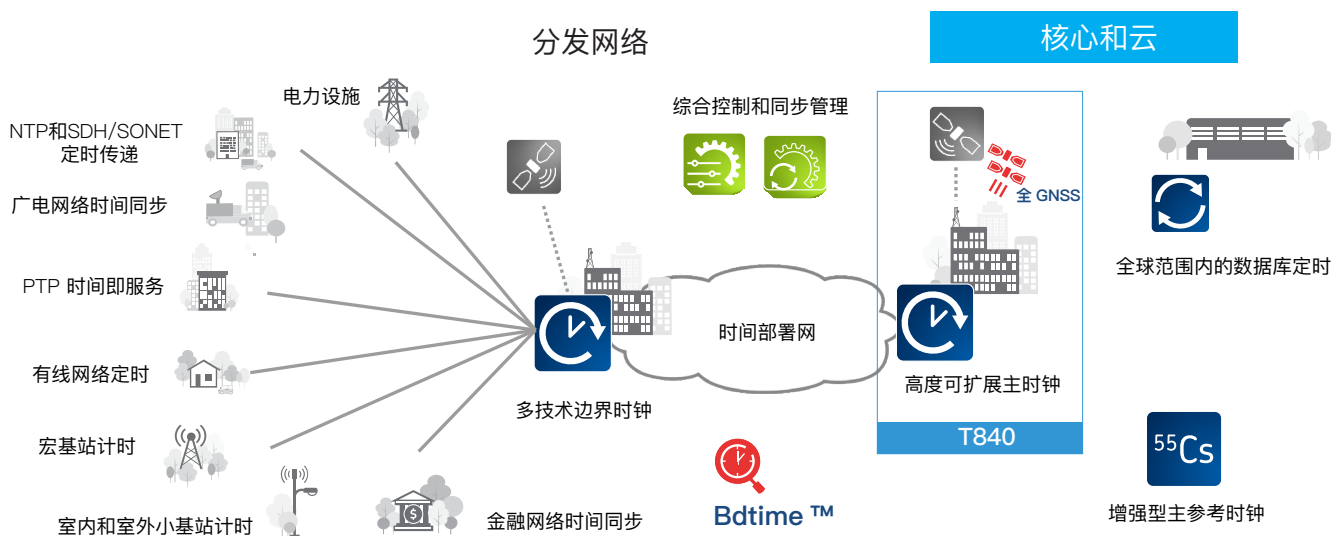 分发网络
核心和云
电力设施
综合控制和同步管理
NTP和SDH/SONET
定时传递
全 GNSS
广电网络时间同步
全球范围内的数据库定时
PTP 时间即服务
时间部署网
有线网络定时
高度可扩展主时钟
多技术边界时钟
T840
宏基站计时
55Cs
Bdtime ™
增强型主参考时钟
室内和室外小基站计时
$
金融网络时间同步